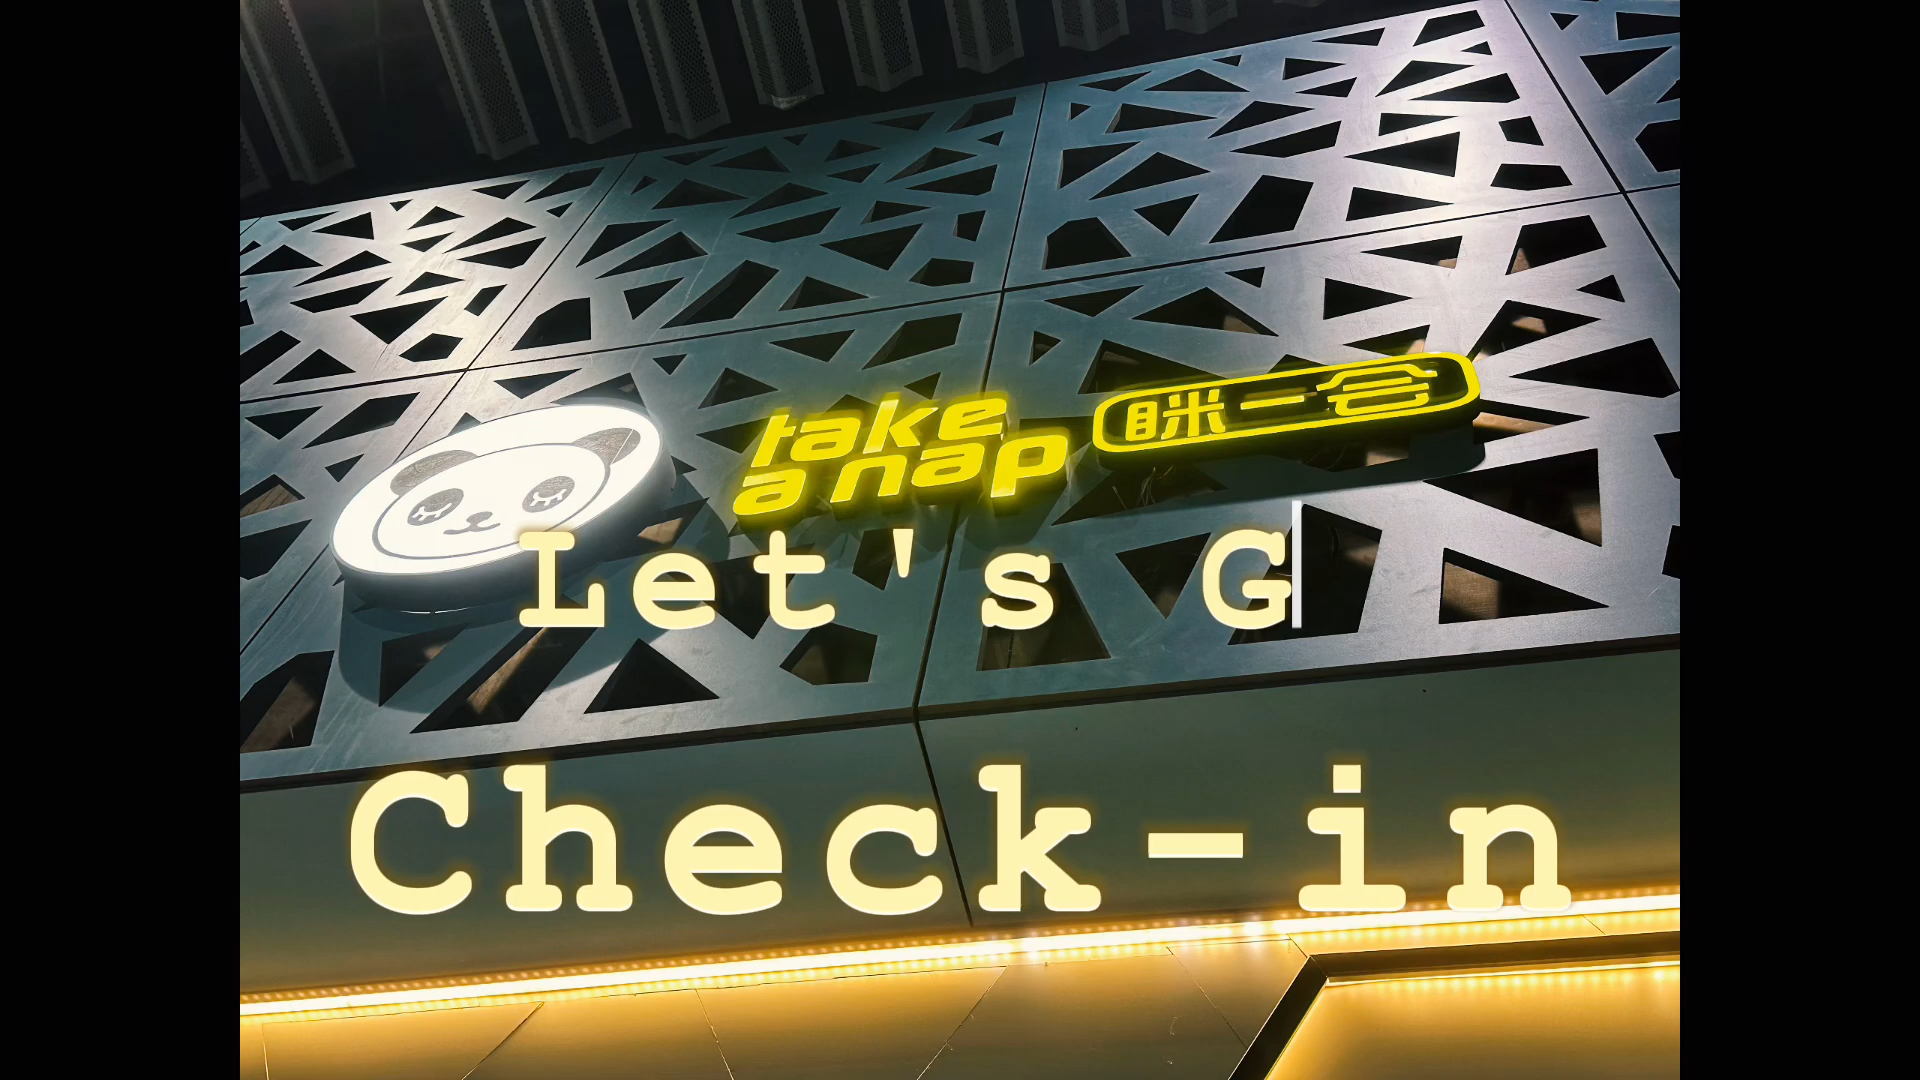 take
a nap
眯一会
Let's G
Check-in